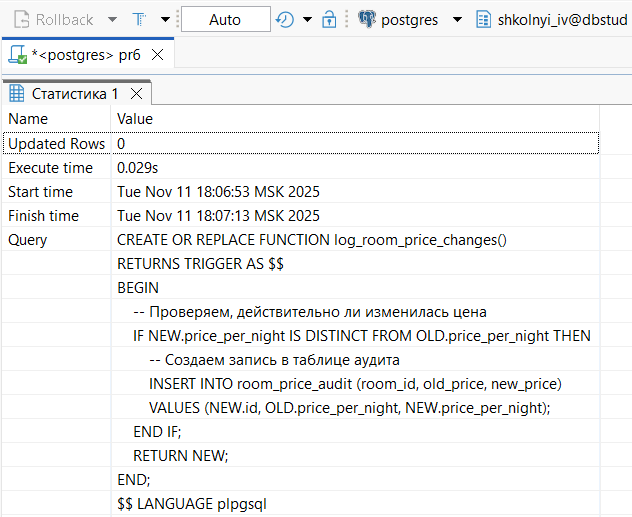 Rollback T Auto postgres shkolnyi_iv@dbstud
*<postgres> pr6
Статистика 1
Name Value
Updated Rows 0
Execute time 0.029s
Start time Tue Nov 11 18:06:53 MSK 2025
Finish time Tue Nov 11 18:07:13 MSK 2025
Query CREATE OR REPLACE FUNCTION log_room_price_changes()
RETURNS TRIGGER AS $$
BEGIN
-- Проверяем, действительно ли изменилась цена
IF NEW.price_per_night IS DISTINCT FROM OLD.price_per_night THEN
-- Создаем запись в таблице аудита
INSERT INTO room_price_audit (room_id, old_price, new_price)
VALUES (NEW.id, OLD.price_per_night, NEW.price_per_night);
END IF;
RETURN NEW;
END;
$$ LANGUAGE plpgsql